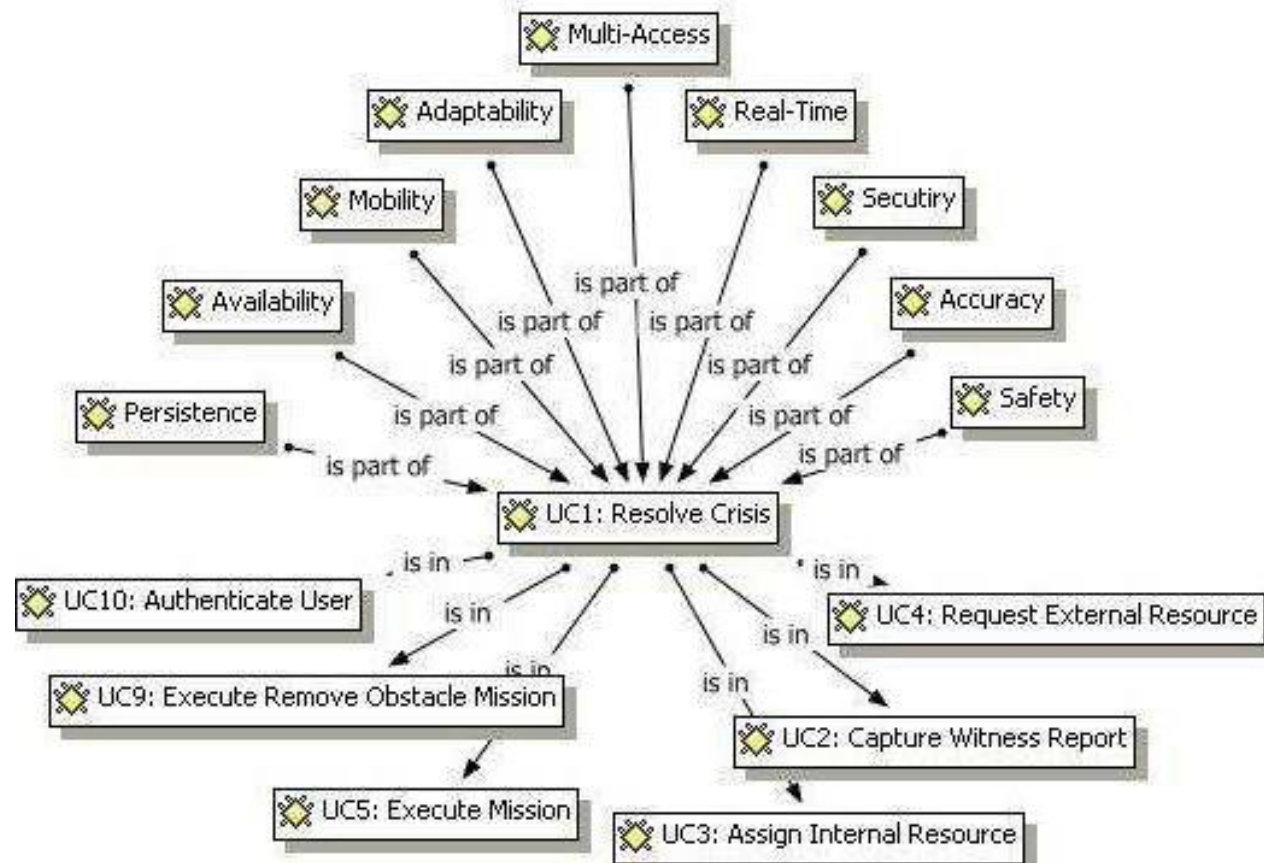 Multi-Access
Adaptability
Real-Time
Mobility
Secutiry
is part of
Availability
Accuracy
is part of
is part of
is part of
is part of
Persistence
Safety
is part of
is part of
is part of
is part of
UC1: Resolve Crisis
is in
is in
UC10: Authenticate User
UC4: Request External Resource
is in
is in
is in
is in
UC9: Execute Remove Obstacle Mission
UC2: Capture Witness Report
UC5: Execute Mission
UC3: Assign Internal Resource